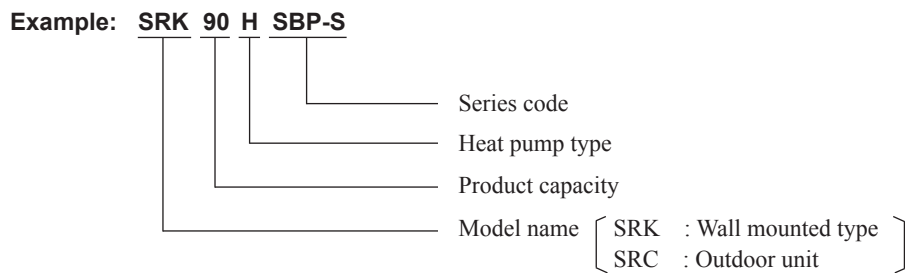 Example: SRK 90 H SBP-S
Series code
Heat pump type
Product capacity
Model name SRK : Wall mounted type
SRC : Outdoor unit